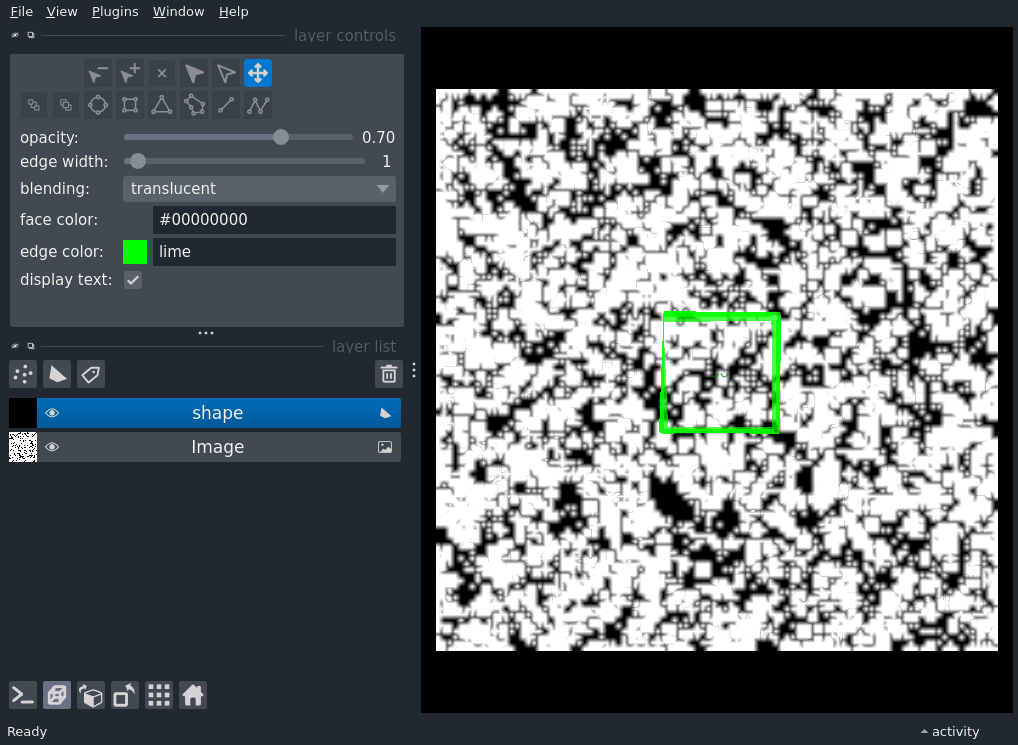 File View Plugins Window Help
layer controls
opacity: 0.70
edge width: 1
blending: translucent
face color: #00000000
edge color: lime
display text:
layer list
shape
Image
Ready
activity